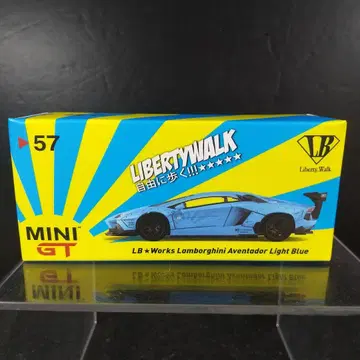 57
LIBERTYWALK
自由に歩く!!!★★★★★
LB
Liberty Walk
MINI
GT
LB★Works Lamborghini Aventador Light Blue